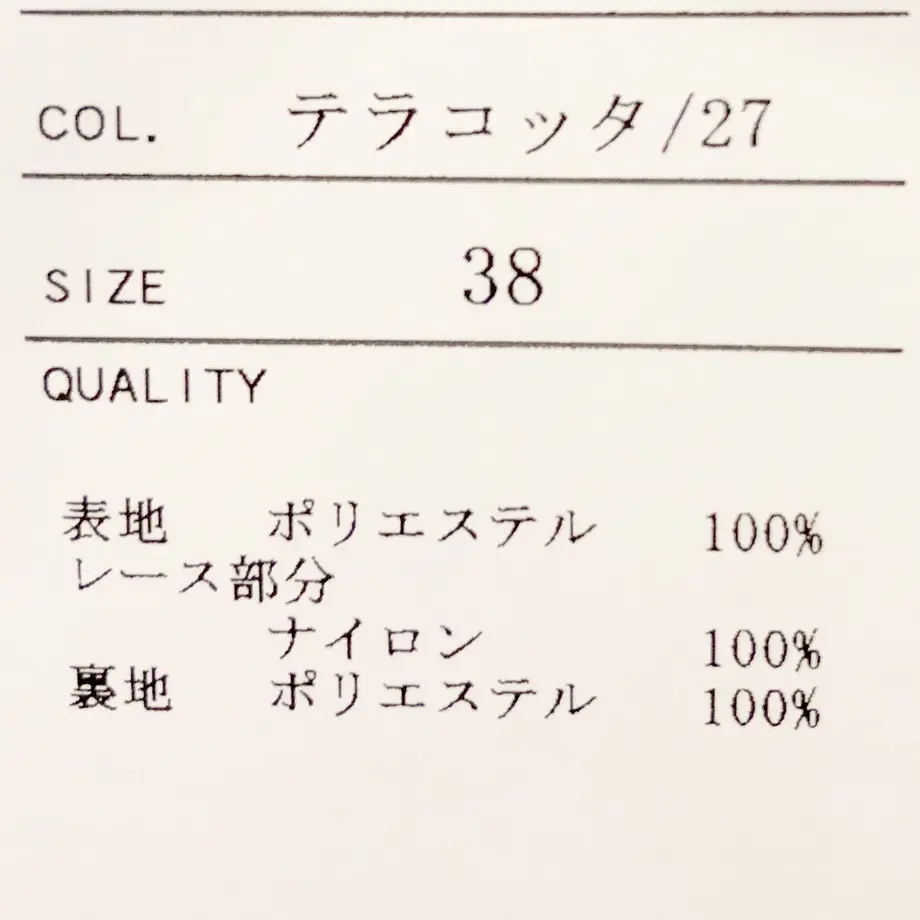 COL. テラコッタ/27
SIZE 38
QUALITY
表地 ポリエステル 100%
レース部分
ナイロン 100%
裏地 ポリエステル 100%